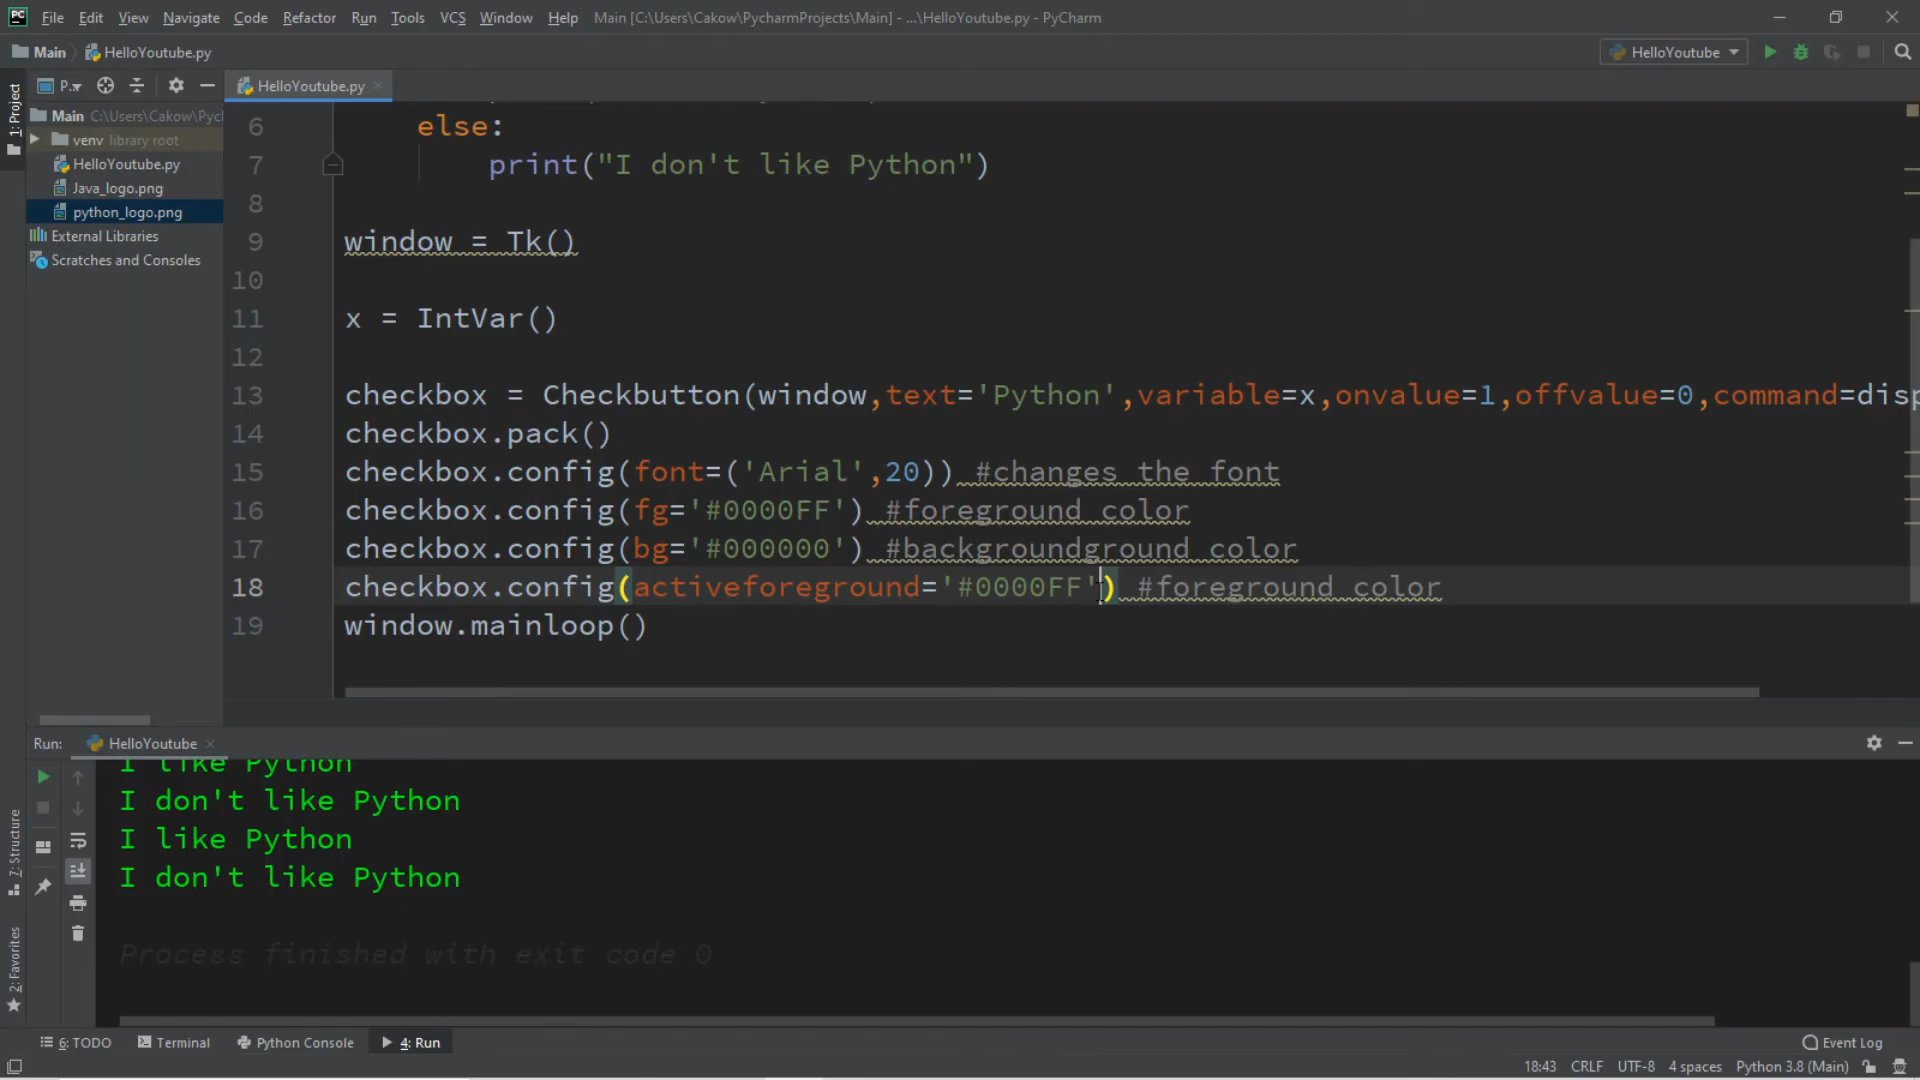 PC File Edit View Navigate Code Refactor Run Tools VCS Window Help Main [C:\Users\Cakow\PycharmProjects\Main] - ...\HelloYoutube.py - PyCharm
Main HelloYoutube.py HelloYoutube
1: Project P.. HelloYoutube.py
Main C:\Users\Cakow\Pyc
venv library root
HelloYoutube.py
Java_logo.png
python_logo.png
External Libraries
Scratches and Consoles
6 else:
7 print("I don't like Python")
8
9 window = Tk()
10
11 x = IntVar()
12
13 checkbox = Checkbutton(window,text='Python',variable=x,onvalue=1,offvalue=0,command=disp
14 checkbox.pack()
15 checkbox.config(font=('Arial',20)) #changes the font
16 checkbox.config(fg='#0000FF') #foreground color
17 checkbox.config(bg='#000000') #backgroundground color
18 checkbox.config(activeforeground='#0000FF') #foreground color
19 window.mainloop()
Run: HelloYoutube
I like Python
I don't like Python
I like Python
I don't like Python
Process finished with exit code 0
7: Structure
2: Favorites
6: TODO Terminal Python Console 4: Run Event Log
18:43 CRLF UTF-8 4 spaces Python 3.8 (Main)